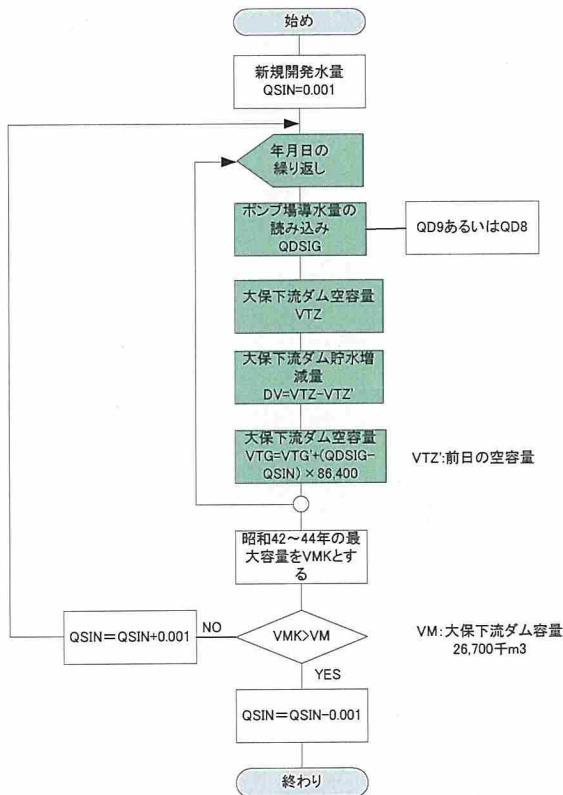 始め
新規開発水量
QSIN=0.001
年月日の
繰り返し
ポンプ場導水量の
読み込み
QDSIG
QD9あるいはQD8
大保下流ダム空容量
VTZ
大保下流ダム貯水増
減量
DV=VTZ-VTZ'
大保下流ダム空容量
VTG=VTG'+(QDSIG-
QSIN)×86,400
VTZ':前日の空容量
昭和42～44年の最
大容量をVMKとす
る
QSIN=QSIN+0.001
NO
VMK>VM
VM:大保下流ダム容量
26,700千m3
YES
QSIN=QSIN-0.001
終わり